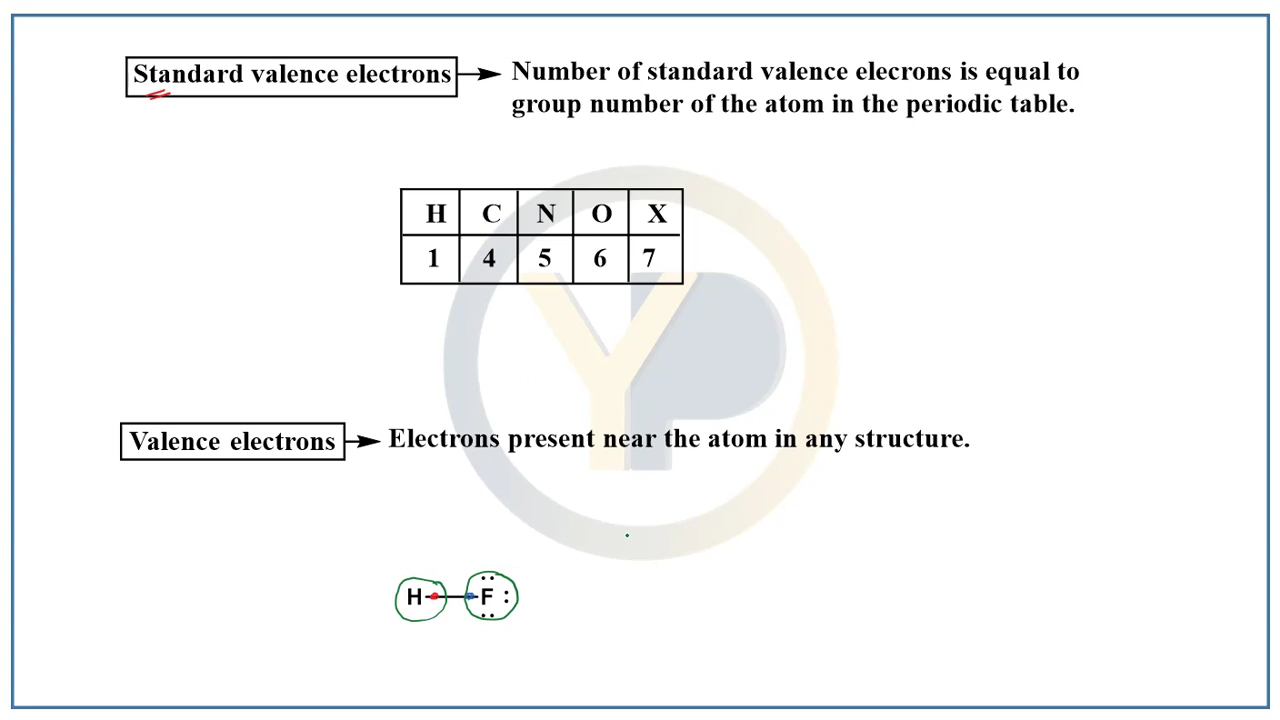 Standard valence electrons
Number of standard valence elecrons is equal to
group number of the atom in the periodic table.
H C N O X
1 4 5 6 7
YP
Valence electrons
Electrons present near the atom in any structure.
H F